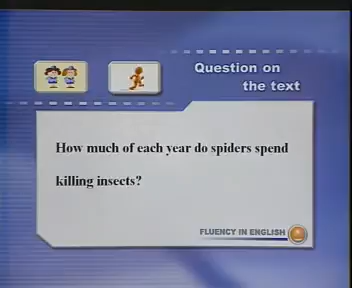 Question on
the text
How much of each year do spiders spend
killing insects?
FLUENCY IN ENGLISH